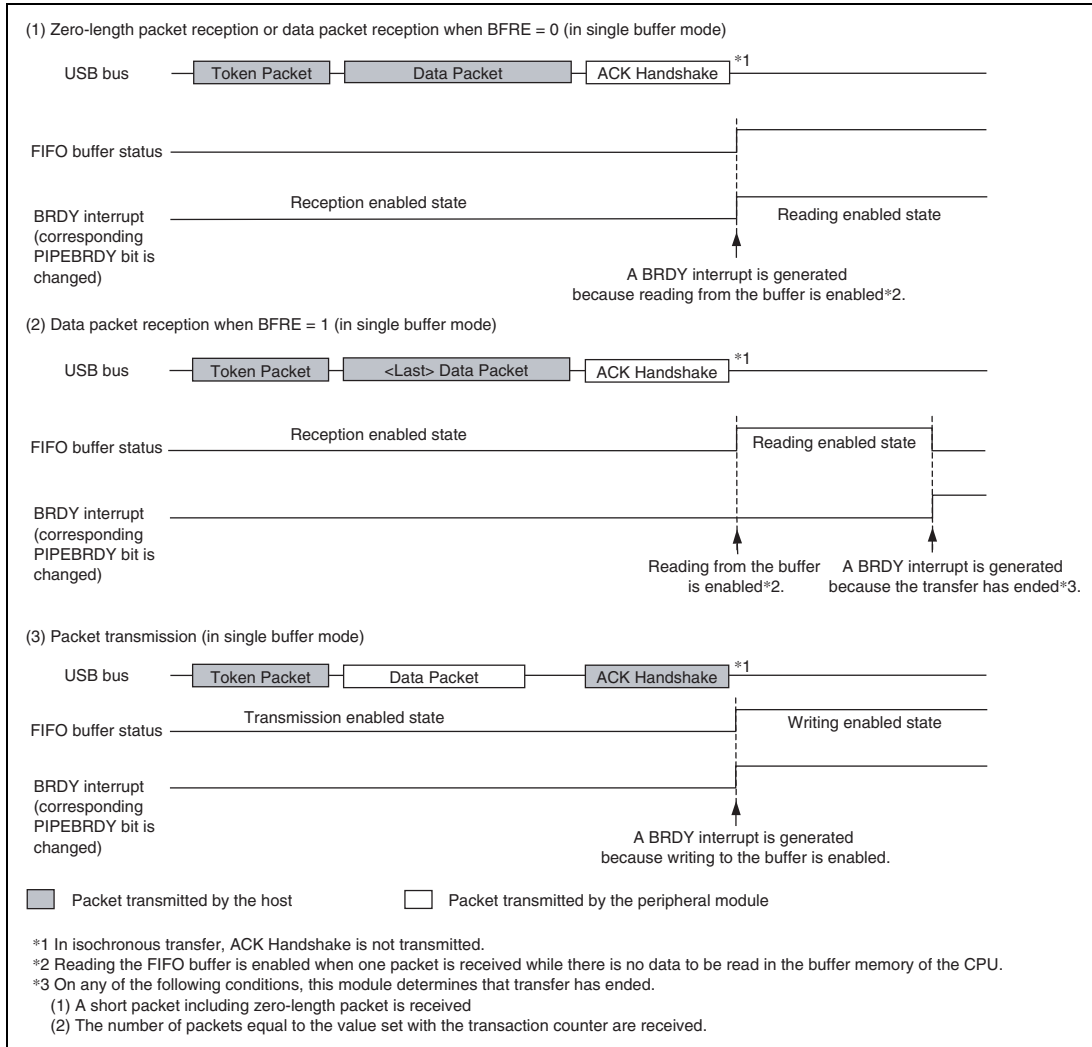 (1) Zero-length packet reception or data packet reception when BFRE = 0 (in single buffer mode)
USB bus
Token Packet
Data Packet
ACK Handshake
*1
FIFO buffer status
Reception enabled state
Reading enabled state
BRDY interrupt
(corresponding
PIPEBRDY bit is
changed)
A BRDY interrupt is generated
because reading from the buffer is enabled*2.
(2) Data packet reception when BFRE = 1 (in single buffer mode)
USB bus
Token Packet
<Last> Data Packet
ACK Handshake
*1
Reception enabled state
Reading enabled state
FIFO buffer status
BRDY interrupt
(corresponding
PIPEBRDY bit is
changed)
Reading from the buffer
is enabled*2.
A BRDY interrupt is generated
because the transfer has ended*3.
(3) Packet transmission (in single buffer mode)
USB bus
Token Packet
Data Packet
ACK Handshake
*1
Transmission enabled state
Writing enabled state
FIFO buffer status
BRDY interrupt
(corresponding
PIPEBRDY bit is
changed)
A BRDY interrupt is generated
because writing to the buffer is enabled.
Packet transmitted by the host
Packet transmitted by the peripheral module
*1 In isochronous transfer, ACK Handshake is not transmitted.
*2 Reading the FIFO buffer is enabled when one packet is received while there is no data to be read in the buffer memory of the CPU.
*3 On any of the following conditions, this module determines that transfer has ended.
(1) A short packet including zero-length packet is received
(2) The number of packets equal to the value set with the transaction counter are received.